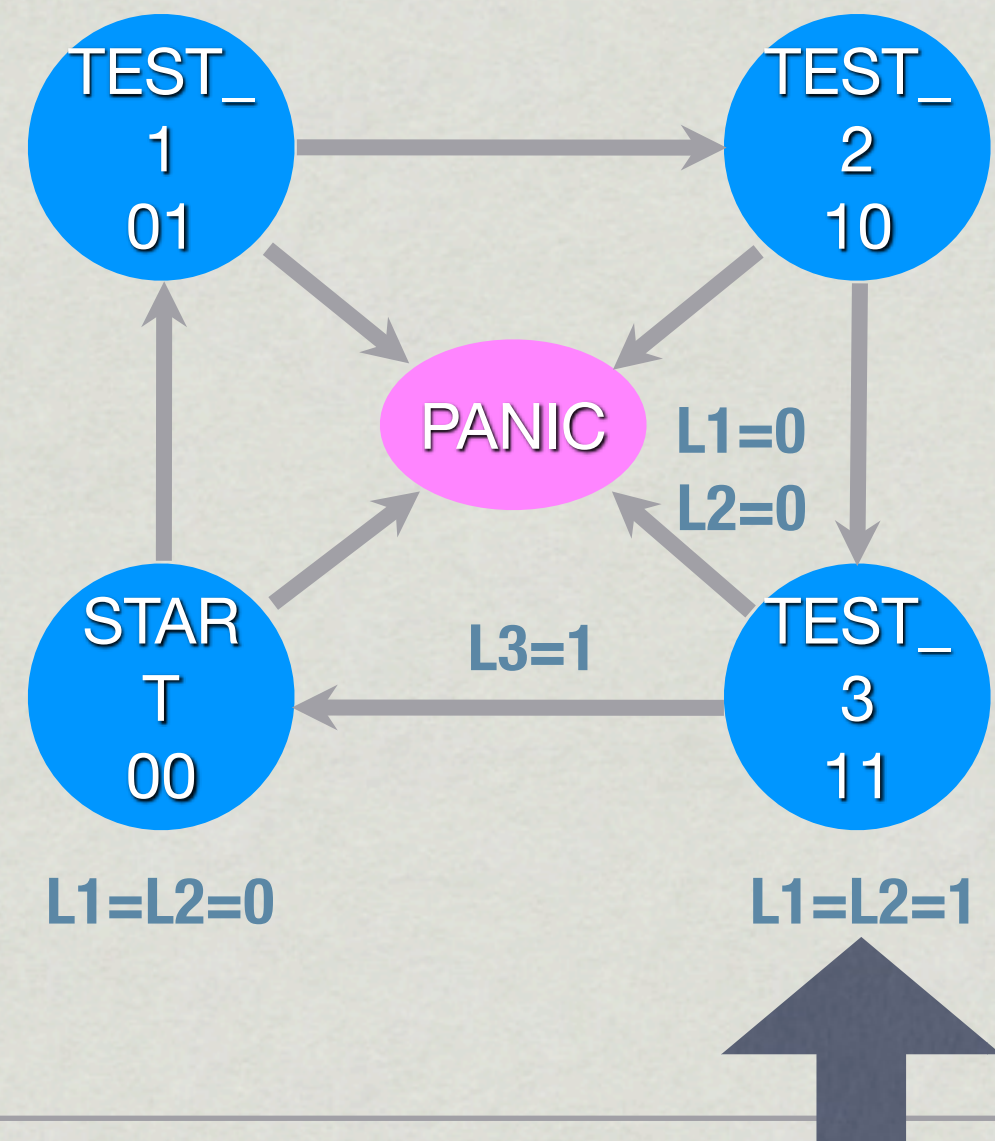 TEST_
1
01
TEST_
2
10
PANIC
L1=0
L2=0
STAR
T
00
L3=1
TEST_
3
11
L1=L2=0
L1=L2=1